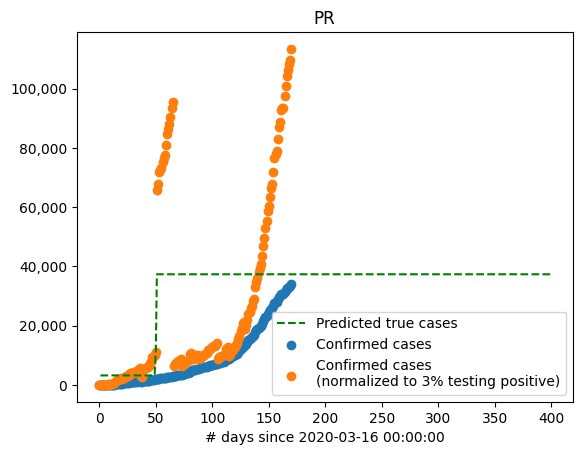 PR
100,000
80,000
60,000
40,000
20,000
0
Predicted true cases
Confirmed cases
Confirmed cases
(normalized to 3% testing positive)
0 50 100 150 200 250 300 350 400
# days since 2020-03-16 00:00:00